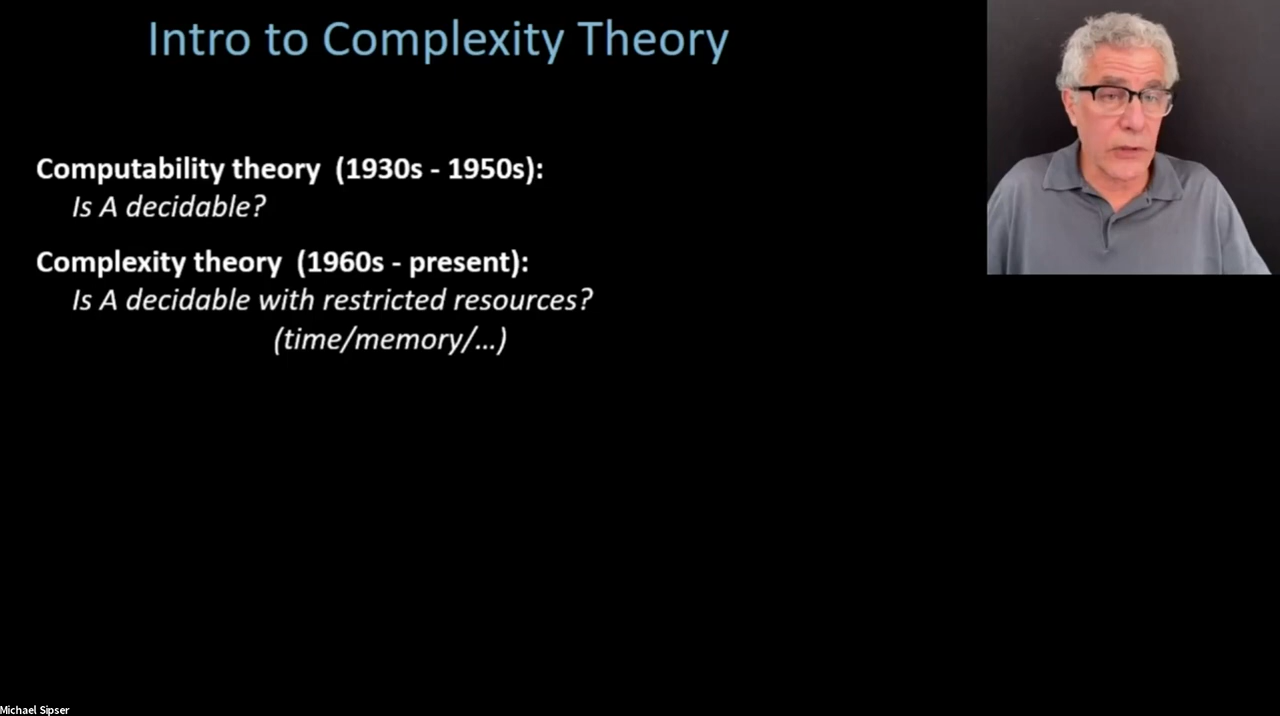 Intro to Complexity Theory
Computability theory (1930s - 1950s):
Is A decidable?
Complexity theory (1960s - present):
Is A decidable with restricted resources?
(time/memory/…)
Michael Sipser